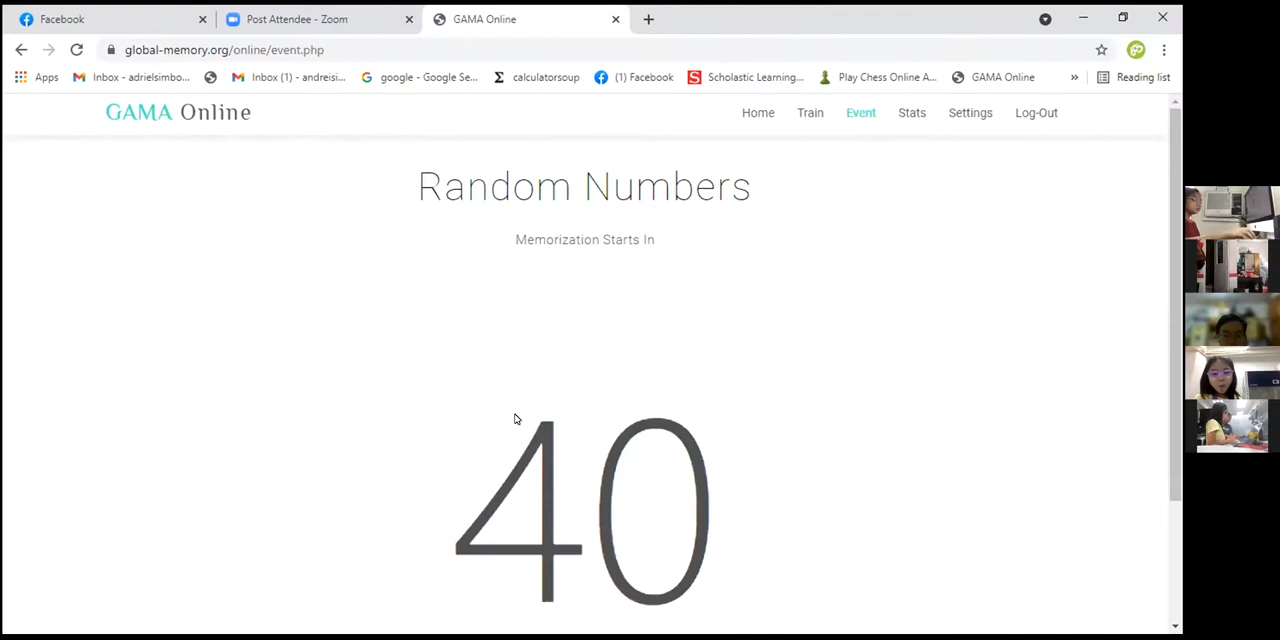 Facebook
Post Attendee - Zoom
GAMA Online
global-memory.org/online/event.php
Apps
Inbox - adrielsimbo...
Inbox (1) - andreisi...
google - Google Se...
calculatorsoup
(1) Facebook
Scholastic Learning...
Play Chess Online A...
GAMA Online
»
Reading list
GAMA Online
Home
Train
Event
Stats
Settings
Log-Out
Random Numbers
Memorization Starts In
40